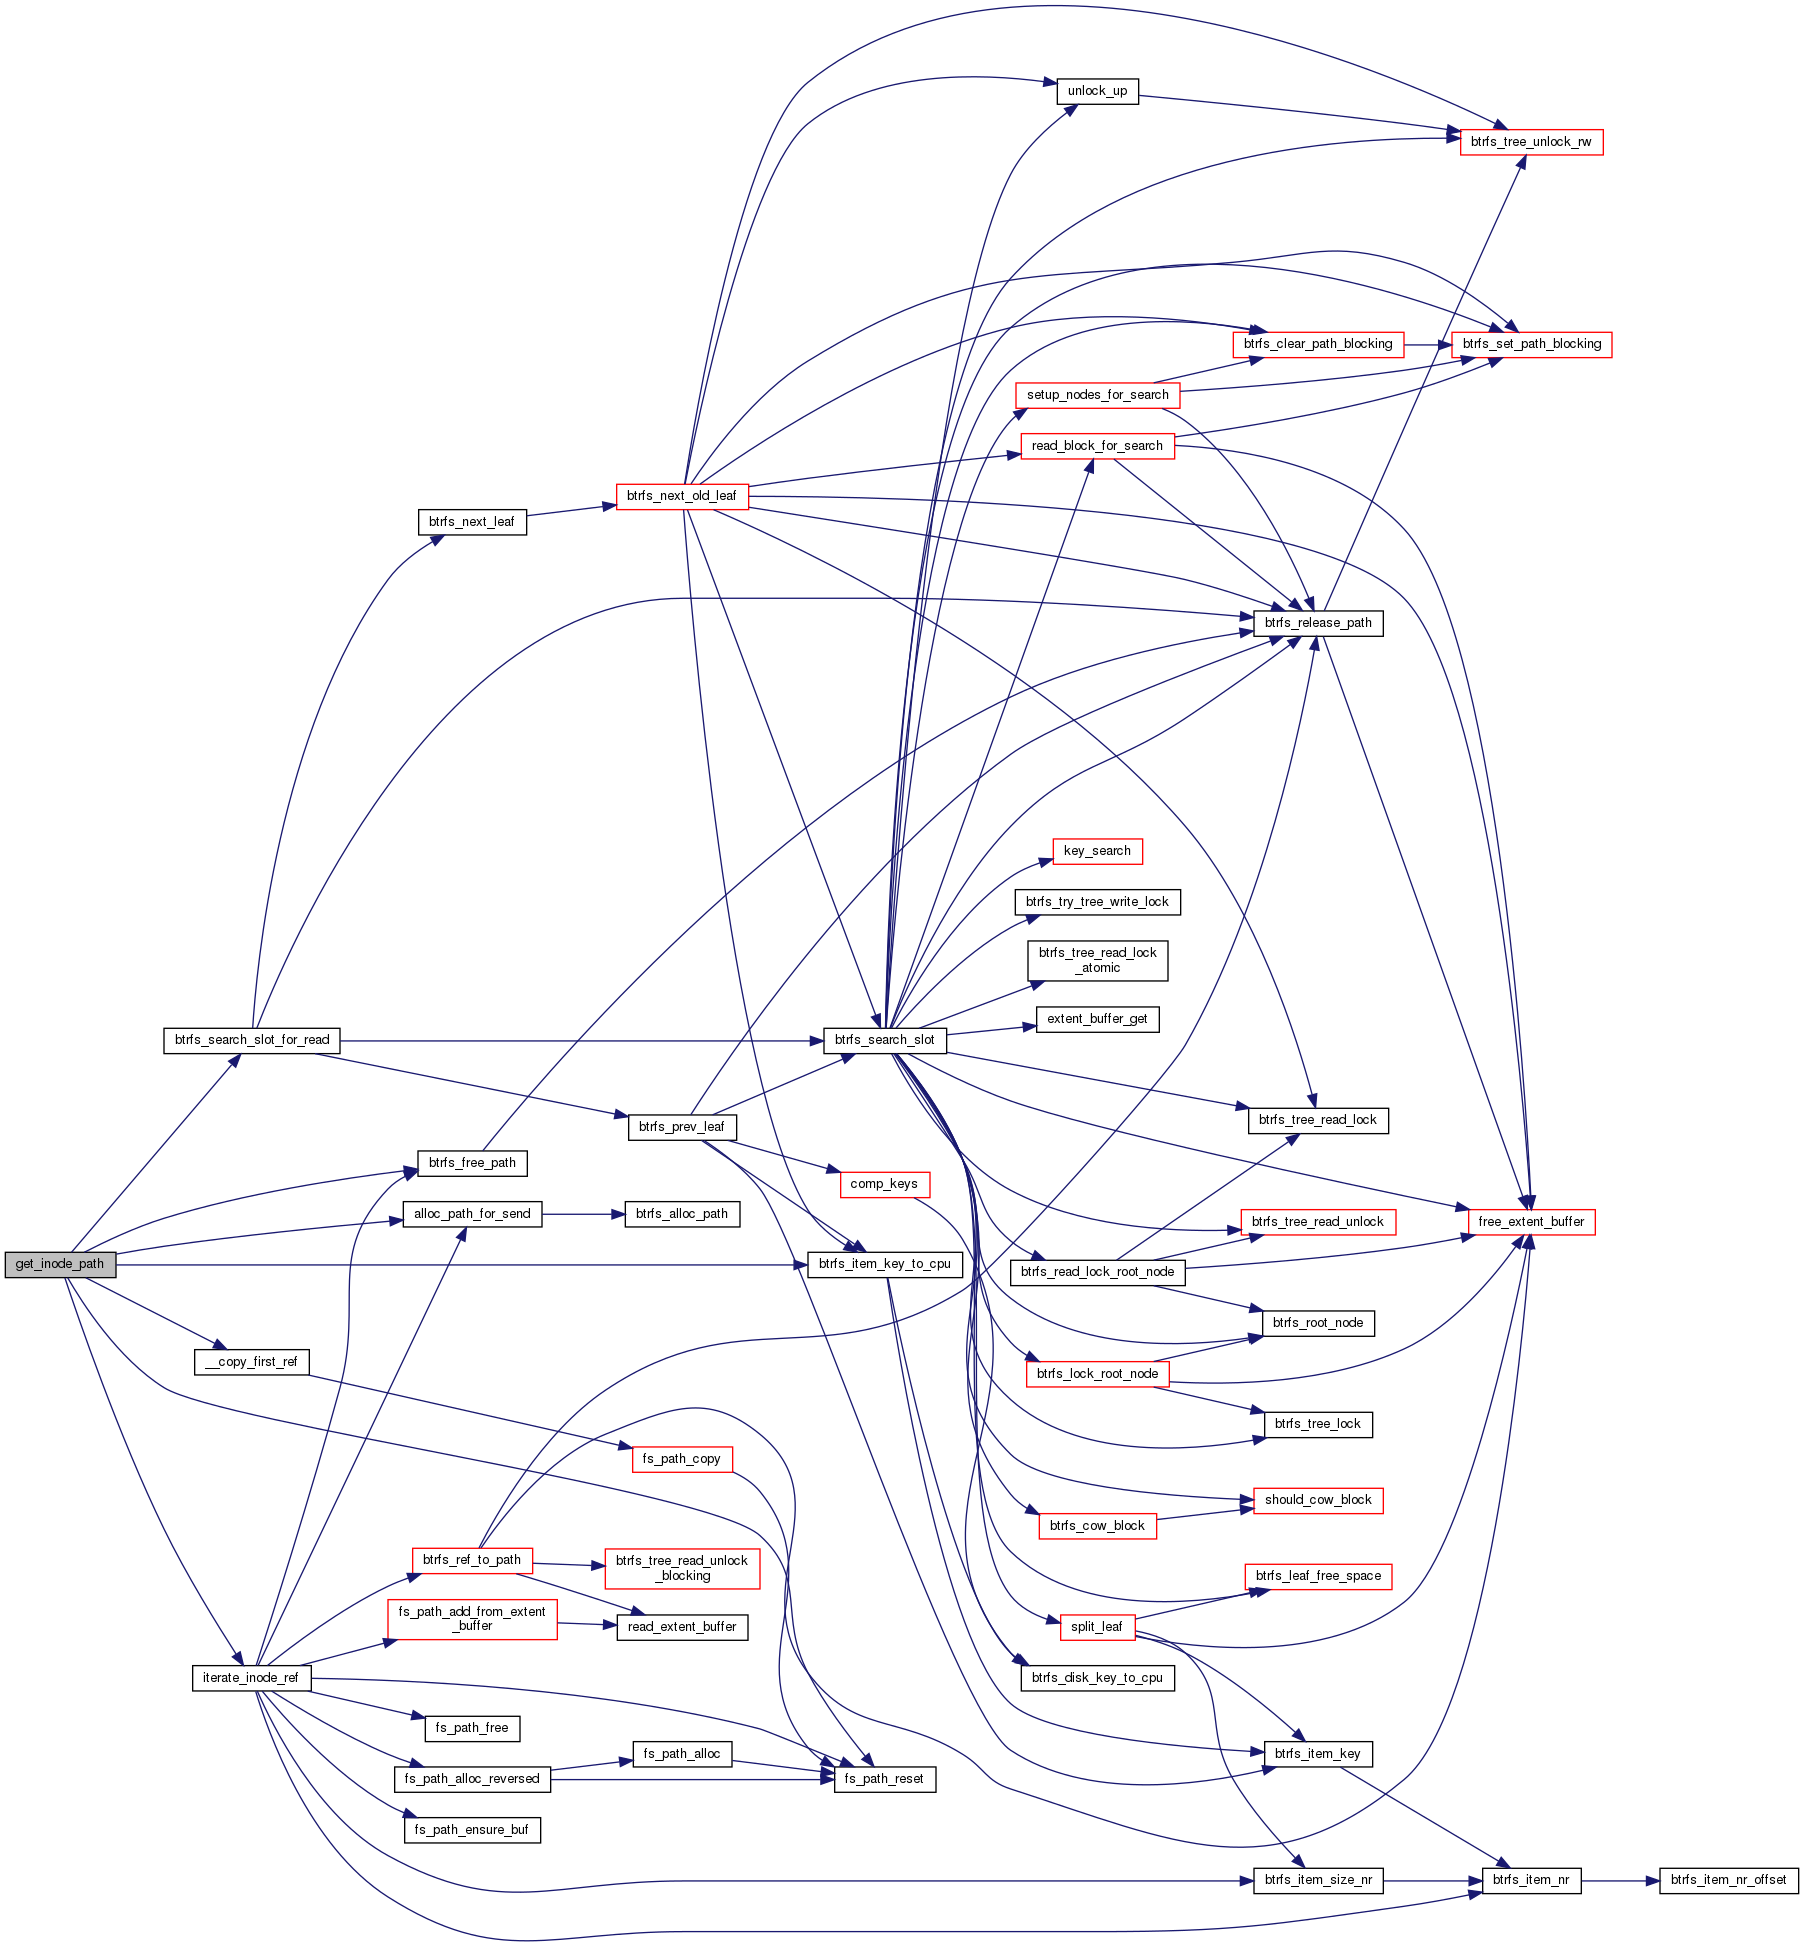 unlock_up
btrfs_tree_unlock_rw
btrfs_clear_path_blocking
btrfs_set_path_blocking
setup_nodes_for_search
read_block_for_search
btrfs_next_old_leaf
btrfs_next_leaf
btrfs_release_path
key_search
btrfs_try_tree_write_lock
btrfs_tree_read_lock
_atomic
extent_buffer_get
btrfs_search_slot_for_read
btrfs_search_slot
btrfs_prev_leaf
btrfs_tree_read_lock
btrfs_free_path
comp_keys
alloc_path_for_send
btrfs_alloc_path
btrfs_tree_read_unlock
free_extent_buffer
get_inode_path
btrfs_item_key_to_cpu
btrfs_read_lock_root_node
btrfs_root_node
__copy_first_ref
btrfs_lock_root_node
btrfs_tree_lock
fs_path_copy
should_cow_block
btrfs_cow_block
btrfs_ref_to_path
btrfs_tree_read_unlock
_blocking
btrfs_leaf_free_space
fs_path_add_from_extent
_buffer
read_extent_buffer
split_leaf
iterate_inode_ref
btrfs_disk_key_to_cpu
fs_path_free
fs_path_alloc
btrfs_item_key
fs_path_alloc_reversed
fs_path_reset
fs_path_ensure_buf
btrfs_item_size_nr
btrfs_item_nr
btrfs_item_nr_offset